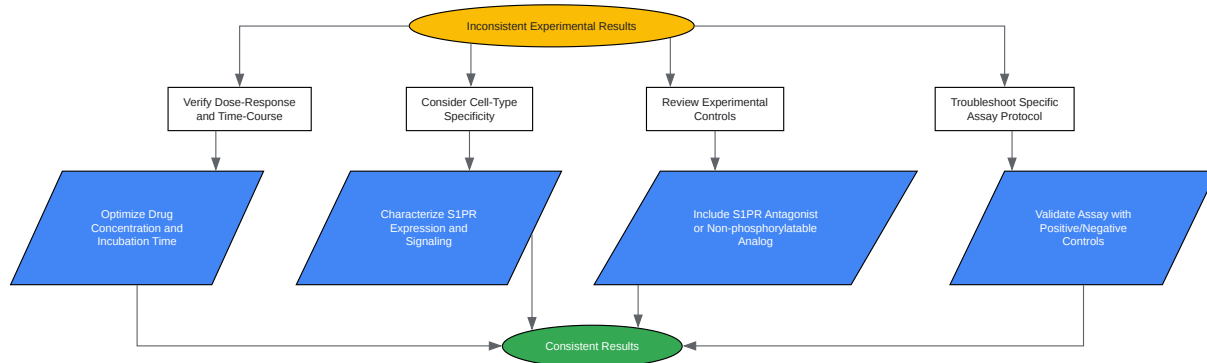 Inconsistent Experimental Results
Verify Dose-Response
and Time-Course
Consider Cell-Type
Specificity
Review Experimental
Controls
Troubleshoot Specific
Assay Protocol
Optimize Drug
Concentration and
Incubation Time
Characterize S1PR
Expression and
Signaling
Include S1PR Antagonist
or Non-phosphorylatable
Analog
Validate Assay with
Positive/Negative
Controls
Consistent Results